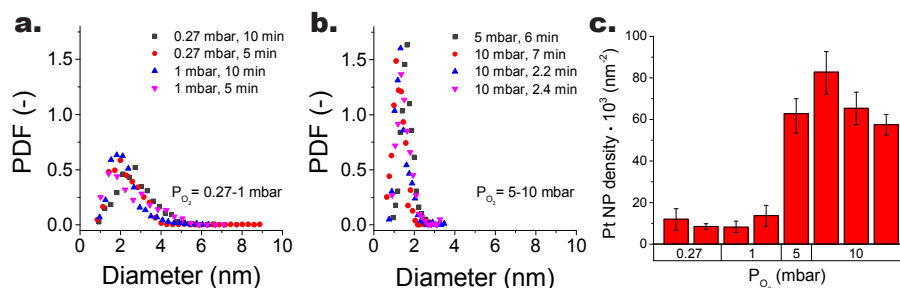 a.
PDF (-)
1.5
1.0
0.5
0.0
0.27 mbar, 10 min
0.27 mbar, 5 min
1 mbar, 10 min
1 mbar, 5 min
P_O₂ = 0.27-1 mbar
0 2 4 6 8 10
Diameter (nm)
b.
PDF (-)
1.5
1.0
0.5
0.0
5 mbar, 6 min
10 mbar, 7 min
10 mbar, 2.2 min
10 mbar, 2.4 min
P_O₂ = 5-10 mbar
0 2 4 6 8 10
Diameter (nm)
c.
Pt NP density · 10³ (nm⁻²)
100
80
60
40
20
0
0.27 1 5 10
P_O₂ (mbar)